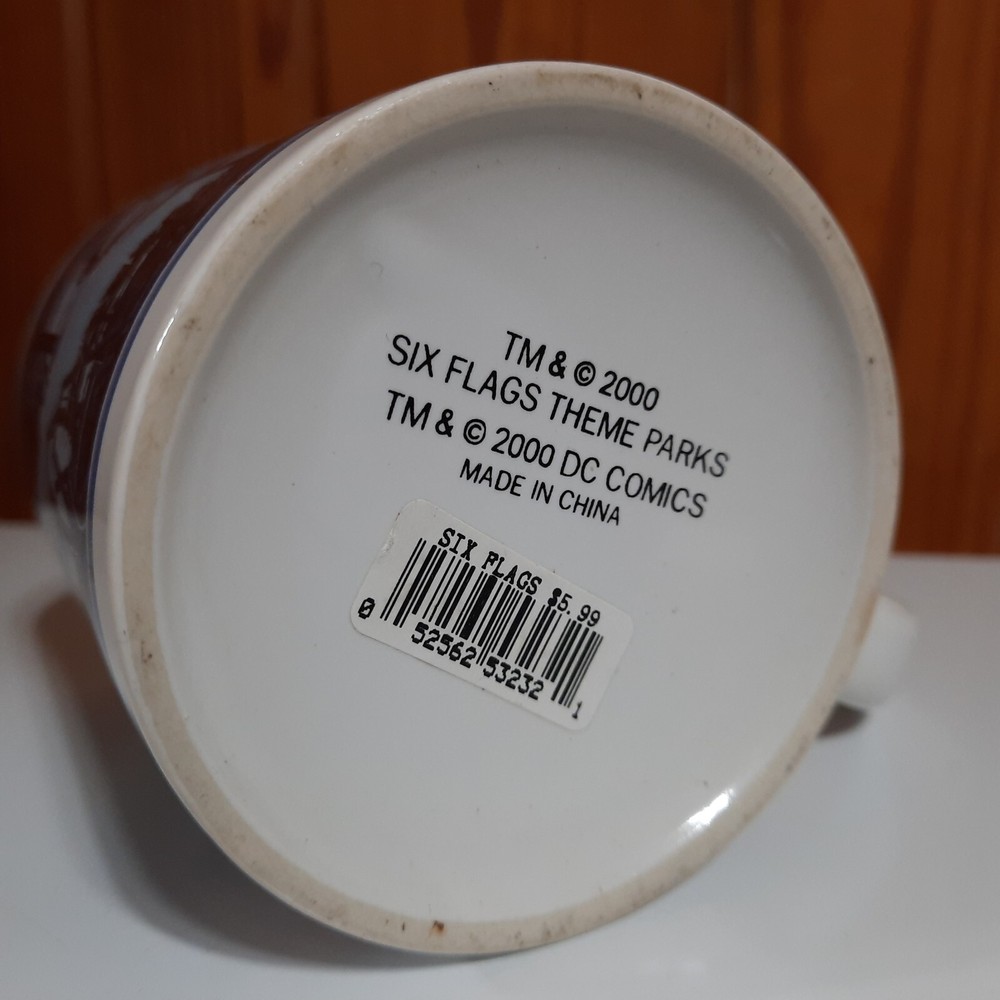 TM & © 2000
SIX FLAGS THEME PARKS
TM & © 2000 DC COMICS
MADE IN CHINA
SIX FLAGS $5.99
0 52562 53232 1